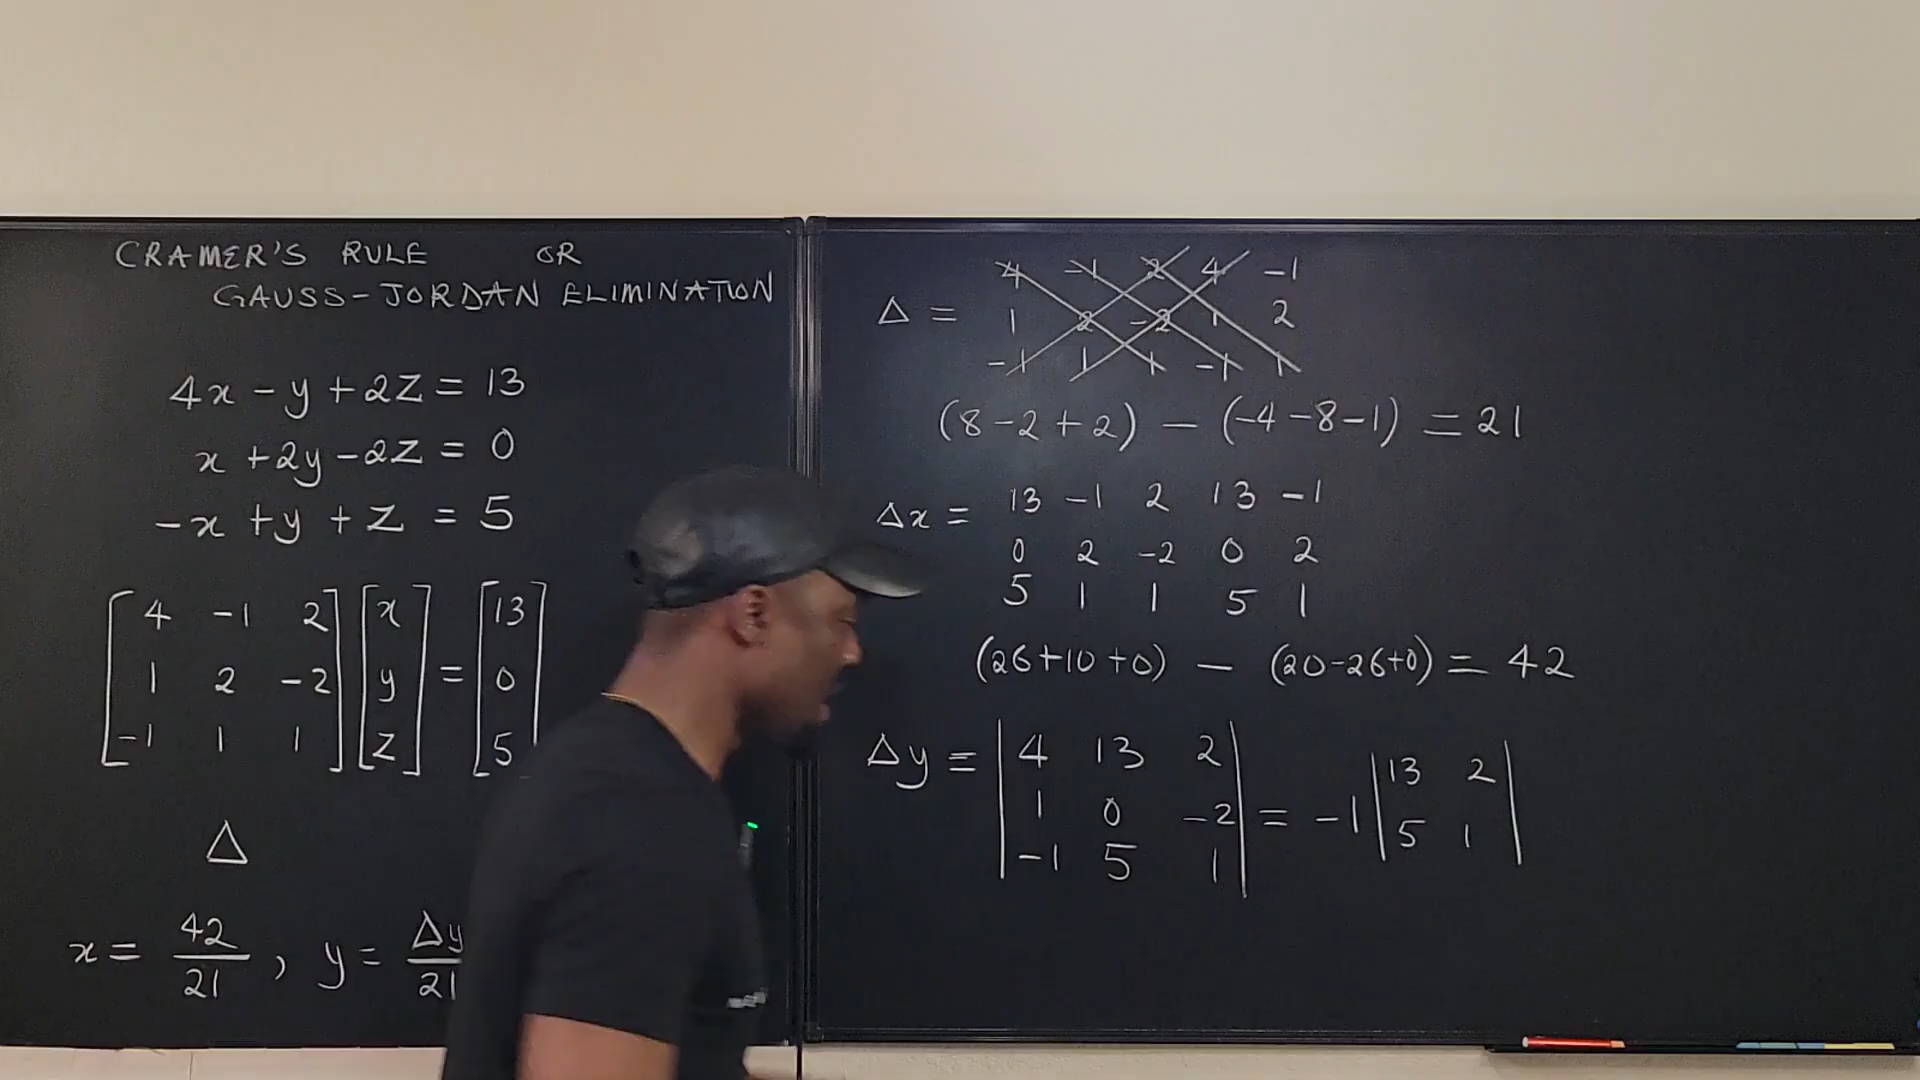 CRAMER'S RULE OR
GAUSS-JORDAN ELIMINATION
4x - y + 2z = 13
x + 2y - 2z = 0
-x + y + z = 5
4 -1 2 x 13
1 2 -2 y = 0
-1 1 1 z 5
Δ
x = 42/21 , y = Δy/21
4 -1 2 4 -1
Δ = 1 2 -2 1 2
-1 1 1 -1 1
(8-2+2) - (-4-8-1) = 21
Δx = 13 -1 2 13 -1
0 2 -2 0 2
5 1 1 5 1
(26+10+0) - (20-26+0) = 42
Δy = | 4 13 2 |
| 1 0 -2 | = -1 | 13 2 |
| -1 5 1 | | 5 1 |